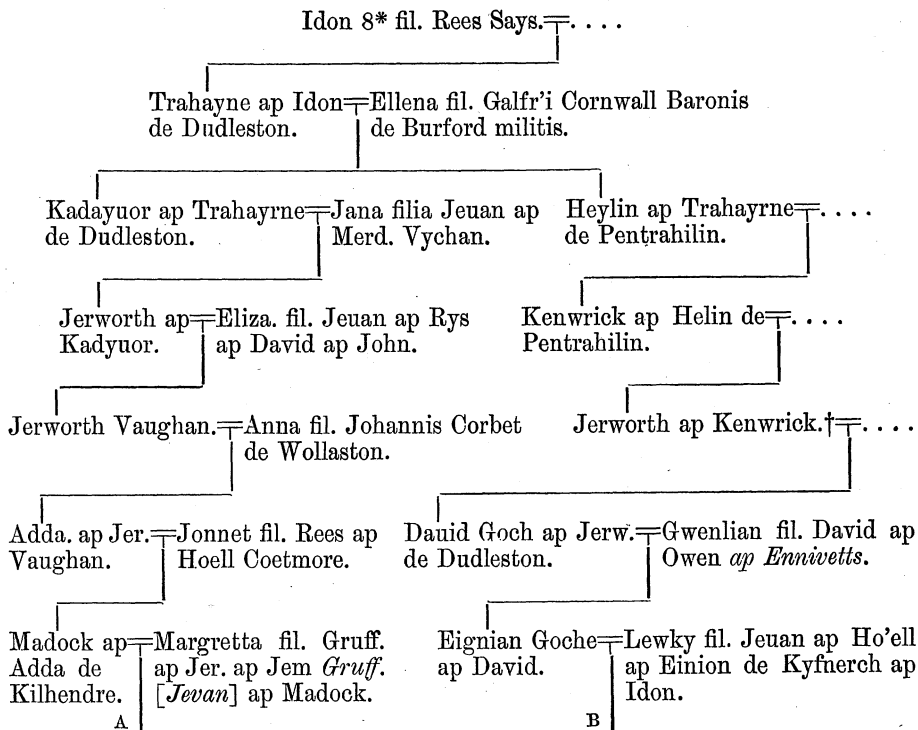 Idon 8* fil. Rees Says. . . . .
Trahayne ap Idon Ellena fil. Galfr'i Cornwall Baronis
de Dudleston. de Burford militis.
Kadayuor ap Trahayrne Jana filia Jeuan ap Heylin ap Trahayrne . . . .
de Dudleston. Merd. Vychan. de Pentrahilin.
Jerworth ap Eliza. fil. Jeuan ap Rys Kenwrick ap Helin de . . . .
Kadyuor. ap David ap John. Pentrahilin.
Jerworth Vaughan. Anna fil. Johannis Corbet Jerworth ap Kenwrick.† . . . .
de Wollaston.
Adda. ap Jer. Jonnet fil. Rees ap Dauid Goch ap Jerw. Gwenlian fil. David ap
Vaughan. Hoell Coetmore. de Dudleston. Owen ap Ennivetts.
Madock ap Margretta fil. Gruff. Eignian Goche Lewky fil. Jeuan ap Ho'ell
Adda de ap Jer. ap Jem Gruff. ap David. ap Einion de Kyfnerch ap
Kilhendre. [Jevan] ap Madock. Idon.
A B